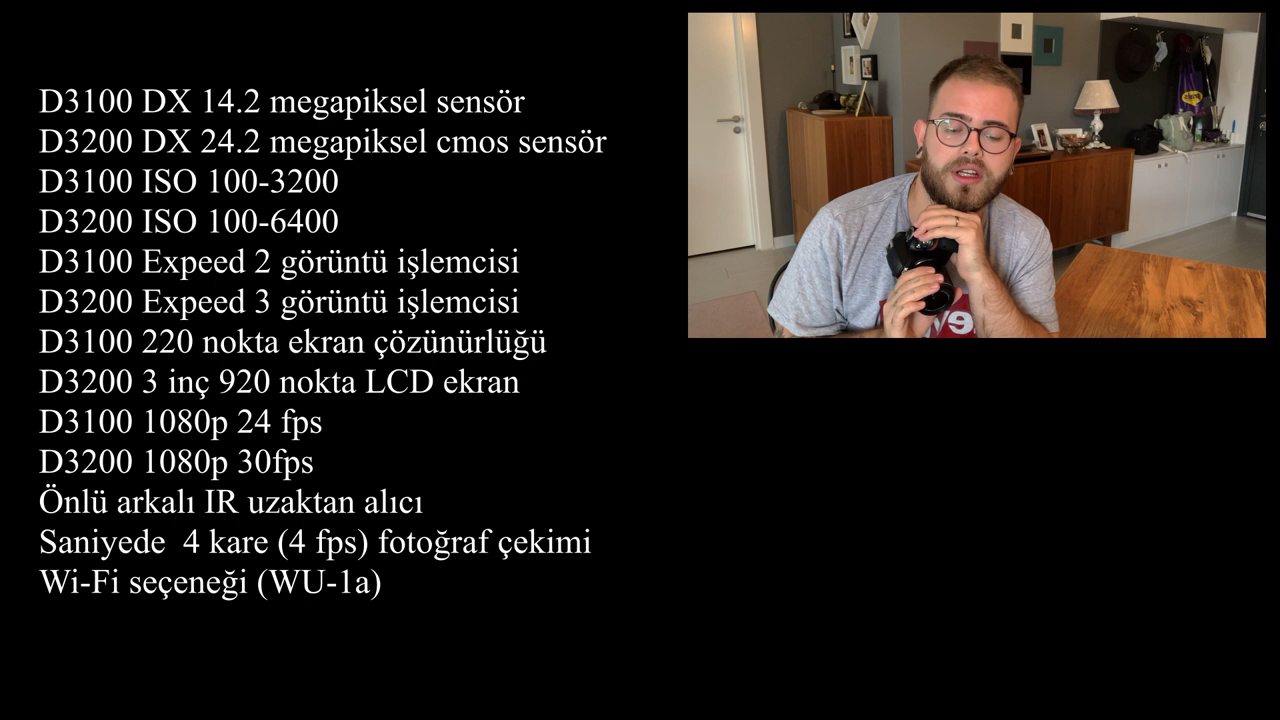 D3100 DX 14.2 megapiksel sensör
D3200 DX 24.2 megapiksel cmos sensör
D3100 ISO 100-3200
D3200 ISO 100-6400
D3100 Expeed 2 görüntü işlemcisi
D3200 Expeed 3 görüntü işlemcisi
D3100 220 nokta ekran çözünürlüğü
D3200 3 inç 920 nokta LCD ekran
D3100 1080p 24 fps
D3200 1080p 30fps
Önlü arkalı IR uzaktan alıcı
Saniyede  4 kare (4 fps) fotoğraf çekimi
Wi-Fi seçeneği (WU-1a)